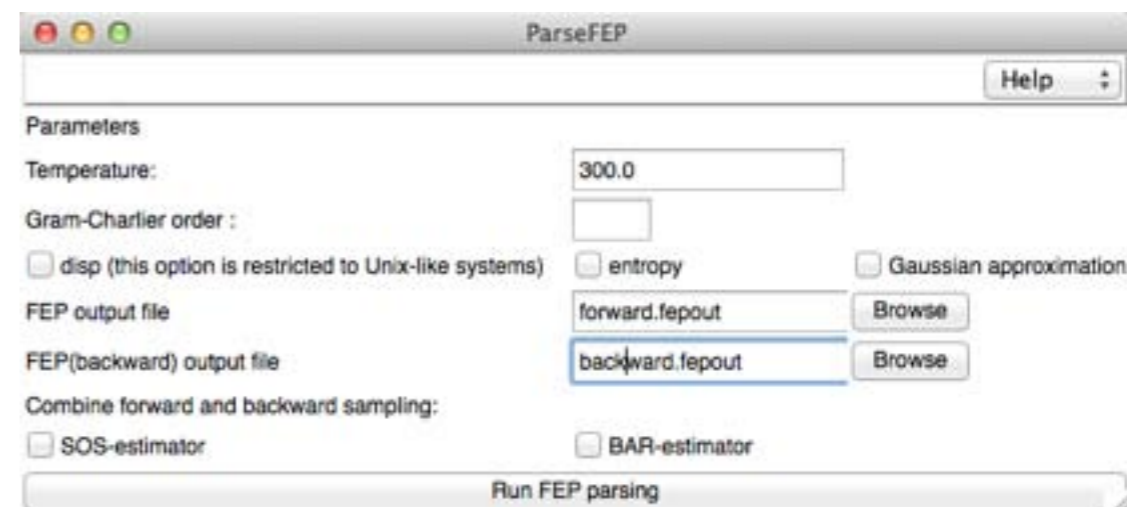 ParseFEP
Help
Parameters
Temperature: 300.0
Gram-Charlier order :
disp (this option is restricted to Unix-like systems) entropy Gaussian approximation
FEP output file forward.fepout Browse
FEP(backward) output file backward.fepout Browse
Combine forward and backward sampling:
SOS-estimator BAR-estimator
Run FEP parsing